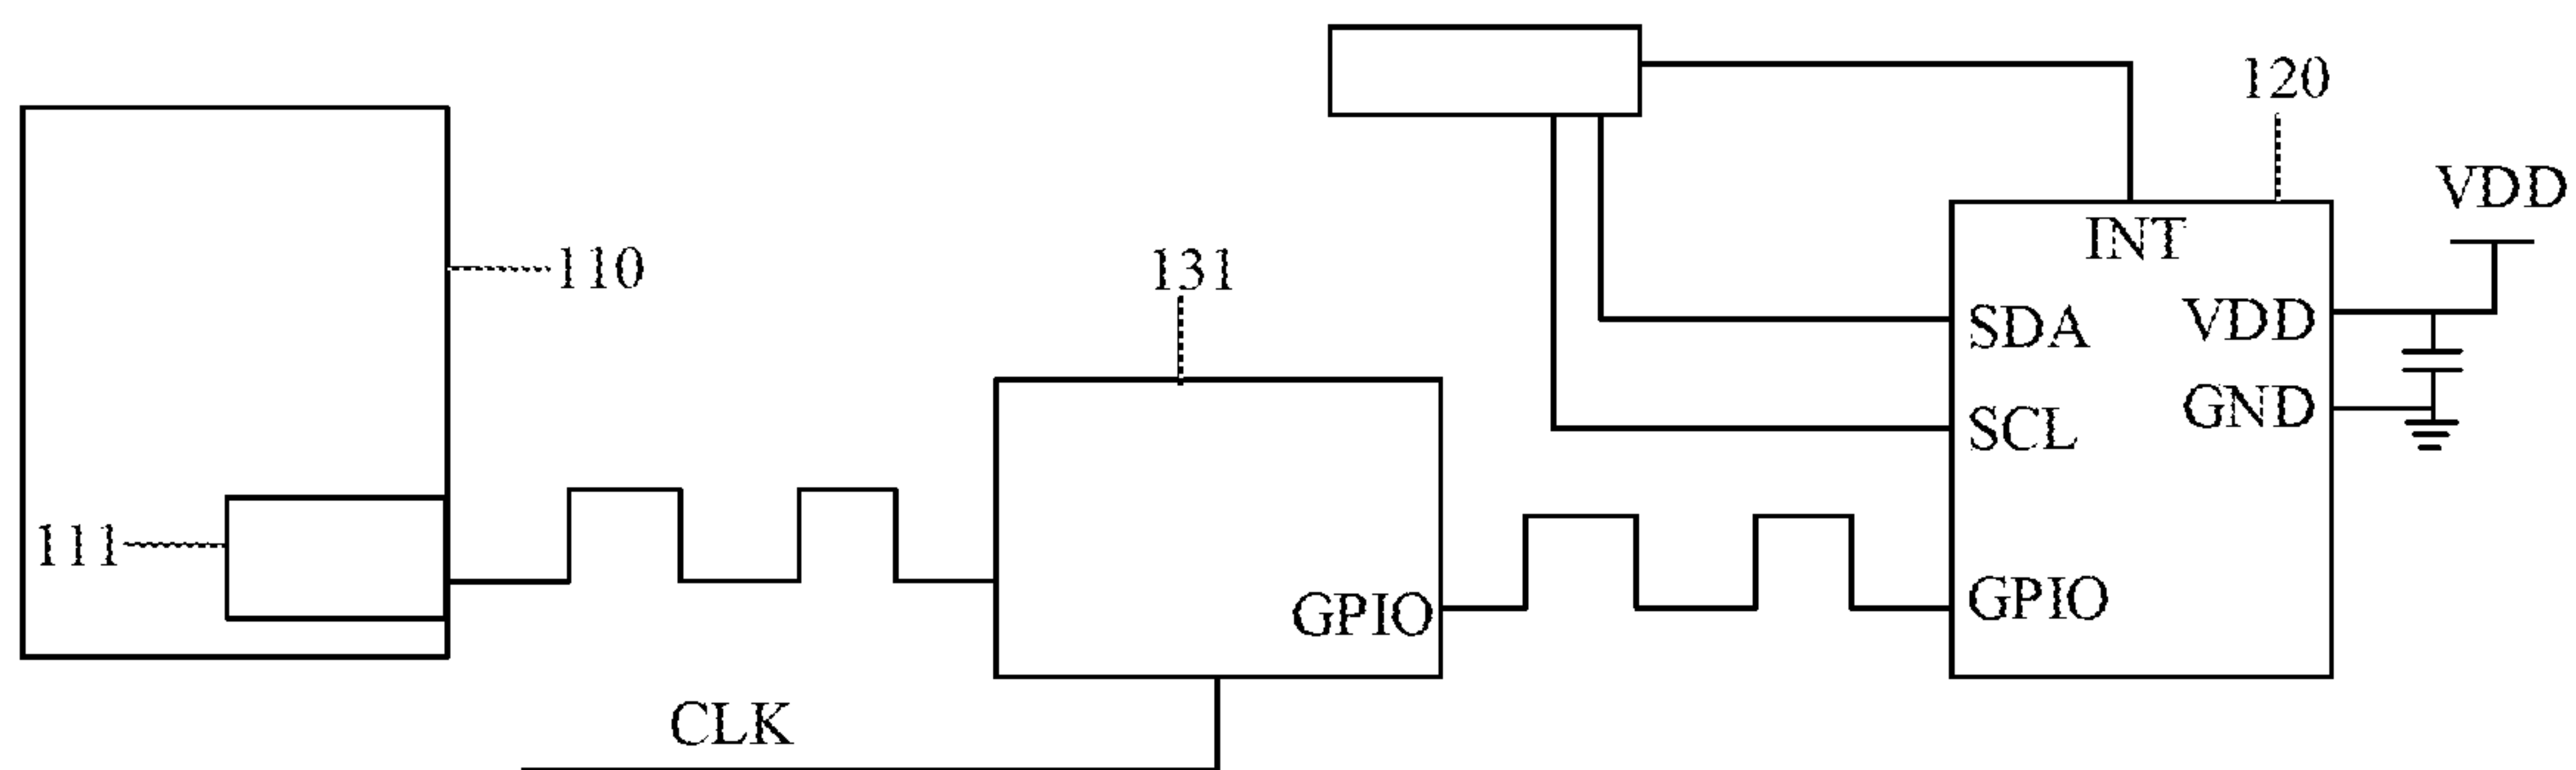 120
VDD
110
131
INT
SDA
VDD
SCL
GND
111
GPIO
GPIO
CLK